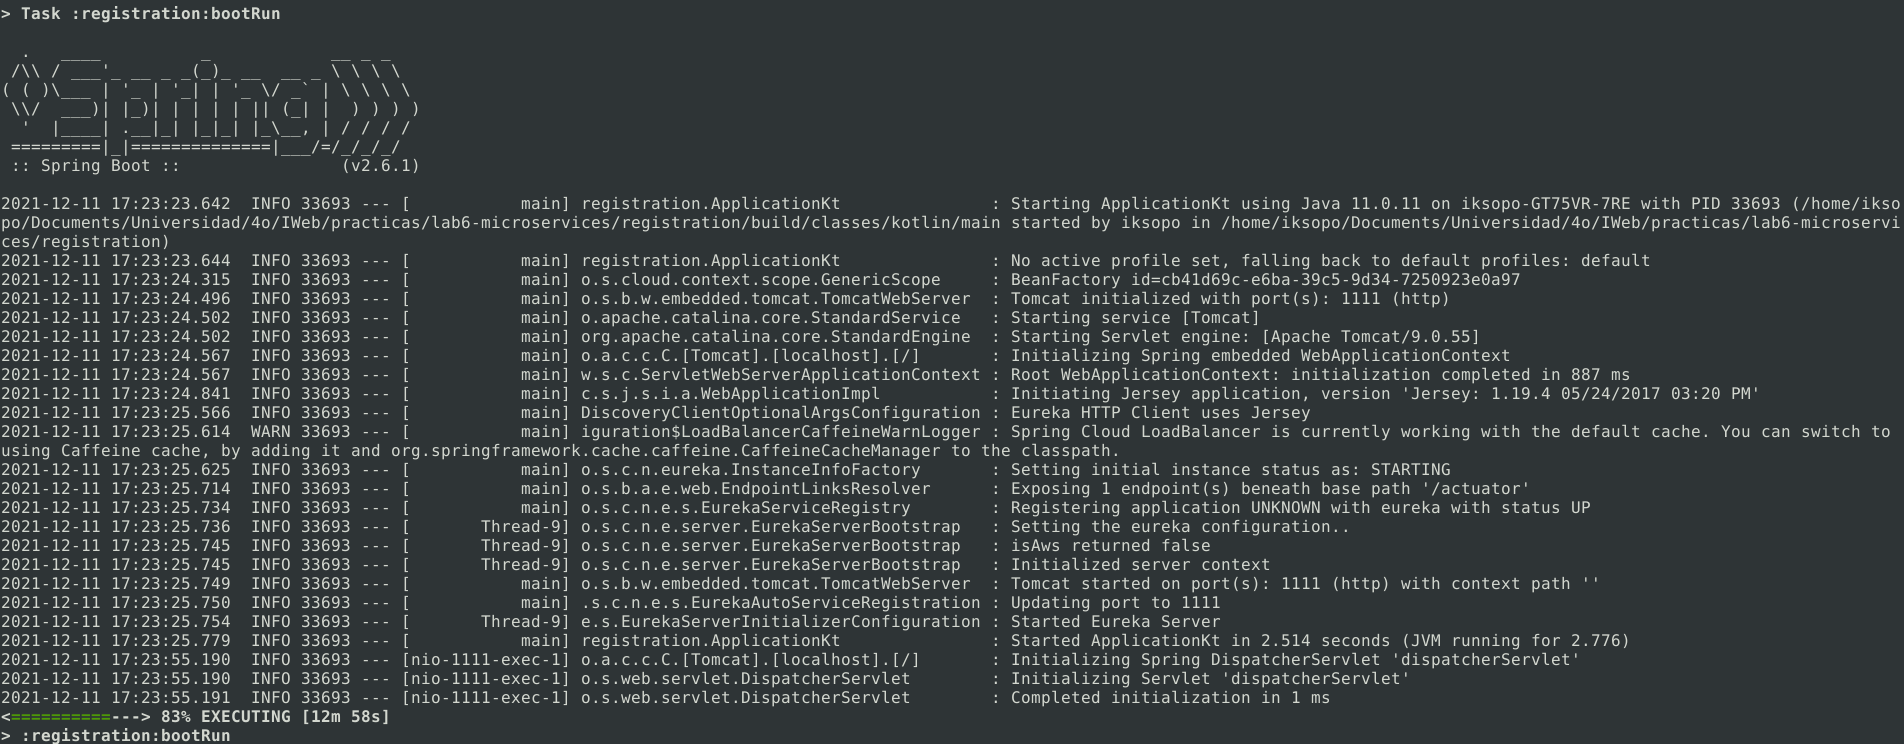 > Task :registration:bootRun
  .   ____          _            __ _ _
 /\\ / ___'_ __ _ _(_)_ __  __ _ \ \ \ \
( ( )\___ | '_ | '_| | '_ \/ _` | \ \ \ \
 \\/  ___)| |_)| | | | | || (_| |  ) ) ) )
  '  |____| .__|_| |_|_| |_\__, | / / / /
 =========|_|==============|___/=/_/_/_/
 :: Spring Boot ::                (v2.6.1)
2021-12-11 17:23:23.642  INFO 33693 --- [           main] registration.ApplicationKt               : Starting ApplicationKt using Java 11.0.11 on iksopo-GT75VR-7RE with PID 33693 (/home/ikso
po/Documents/Universidad/4o/IWeb/practicas/lab6-microservices/registration/build/classes/kotlin/main started by iksopo in /home/iksopo/Documents/Universidad/4o/IWeb/practicas/lab6-microservi
ces/registration)
2021-12-11 17:23:23.644  INFO 33693 --- [           main] registration.ApplicationKt               : No active profile set, falling back to default profiles: default
2021-12-11 17:23:24.315  INFO 33693 --- [           main] o.s.cloud.context.scope.GenericScope     : BeanFactory id=cb41d69c-e6ba-39c5-9d34-7250923e0a97
2021-12-11 17:23:24.496  INFO 33693 --- [           main] o.s.b.w.embedded.tomcat.TomcatWebServer  : Tomcat initialized with port(s): 1111 (http)
2021-12-11 17:23:24.502  INFO 33693 --- [           main] o.apache.catalina.core.StandardService   : Starting service [Tomcat]
2021-12-11 17:23:24.502  INFO 33693 --- [           main] org.apache.catalina.core.StandardEngine  : Starting Servlet engine: [Apache Tomcat/9.0.55]
2021-12-11 17:23:24.567  INFO 33693 --- [           main] o.a.c.c.C.[Tomcat].[localhost].[/]       : Initializing Spring embedded WebApplicationContext
2021-12-11 17:23:24.567  INFO 33693 --- [           main] w.s.c.ServletWebServerApplicationContext : Root WebApplicationContext: initialization completed in 887 ms
2021-12-11 17:23:24.841  INFO 33693 --- [           main] c.s.j.s.i.a.WebApplicationImpl           : Initiating Jersey application, version 'Jersey: 1.19.4 05/24/2017 03:20 PM'
2021-12-11 17:23:25.566  INFO 33693 --- [           main] DiscoveryClientOptionalArgsConfiguration : Eureka HTTP Client uses Jersey
2021-12-11 17:23:25.614  WARN 33693 --- [           main] iguration$LoadBalancerCaffeineWarnLogger : Spring Cloud LoadBalancer is currently working with the default cache. You can switch to
using Caffeine cache, by adding it and org.springframework.cache.caffeine.CaffeineCacheManager to the classpath.
2021-12-11 17:23:25.625  INFO 33693 --- [           main] o.s.c.n.eureka.InstanceInfoFactory       : Setting initial instance status as: STARTING
2021-12-11 17:23:25.714  INFO 33693 --- [           main] o.s.b.a.e.web.EndpointLinksResolver      : Exposing 1 endpoint(s) beneath base path '/actuator'
2021-12-11 17:23:25.734  INFO 33693 --- [           main] o.s.c.n.e.s.EurekaServiceRegistry        : Registering application UNKNOWN with eureka with status UP
2021-12-11 17:23:25.736  INFO 33693 --- [       Thread-9] o.s.c.n.e.server.EurekaServerBootstrap   : Setting the eureka configuration..
2021-12-11 17:23:25.745  INFO 33693 --- [       Thread-9] o.s.c.n.e.server.EurekaServerBootstrap   : isAws returned false
2021-12-11 17:23:25.745  INFO 33693 --- [       Thread-9] o.s.c.n.e.server.EurekaServerBootstrap   : Initialized server context
2021-12-11 17:23:25.749  INFO 33693 --- [           main] o.s.b.w.embedded.tomcat.TomcatWebServer  : Tomcat started on port(s): 1111 (http) with context path ''
2021-12-11 17:23:25.750  INFO 33693 --- [           main] .s.c.n.e.s.EurekaAutoServiceRegistration : Updating port to 1111
2021-12-11 17:23:25.754  INFO 33693 --- [       Thread-9] e.s.EurekaServerInitializerConfiguration : Started Eureka Server
2021-12-11 17:23:25.779  INFO 33693 --- [           main] registration.ApplicationKt               : Started ApplicationKt in 2.514 seconds (JVM running for 2.776)
2021-12-11 17:23:55.190  INFO 33693 --- [nio-1111-exec-1] o.a.c.c.C.[Tomcat].[localhost].[/]       : Initializing Spring DispatcherServlet 'dispatcherServlet'
2021-12-11 17:23:55.190  INFO 33693 --- [nio-1111-exec-1] o.s.web.servlet.DispatcherServlet        : Initializing Servlet 'dispatcherServlet'
2021-12-11 17:23:55.191  INFO 33693 --- [nio-1111-exec-1] o.s.web.servlet.DispatcherServlet        : Completed initialization in 1 ms
<==========---> 83% EXECUTING [12m 58s]
> :registration:bootRun